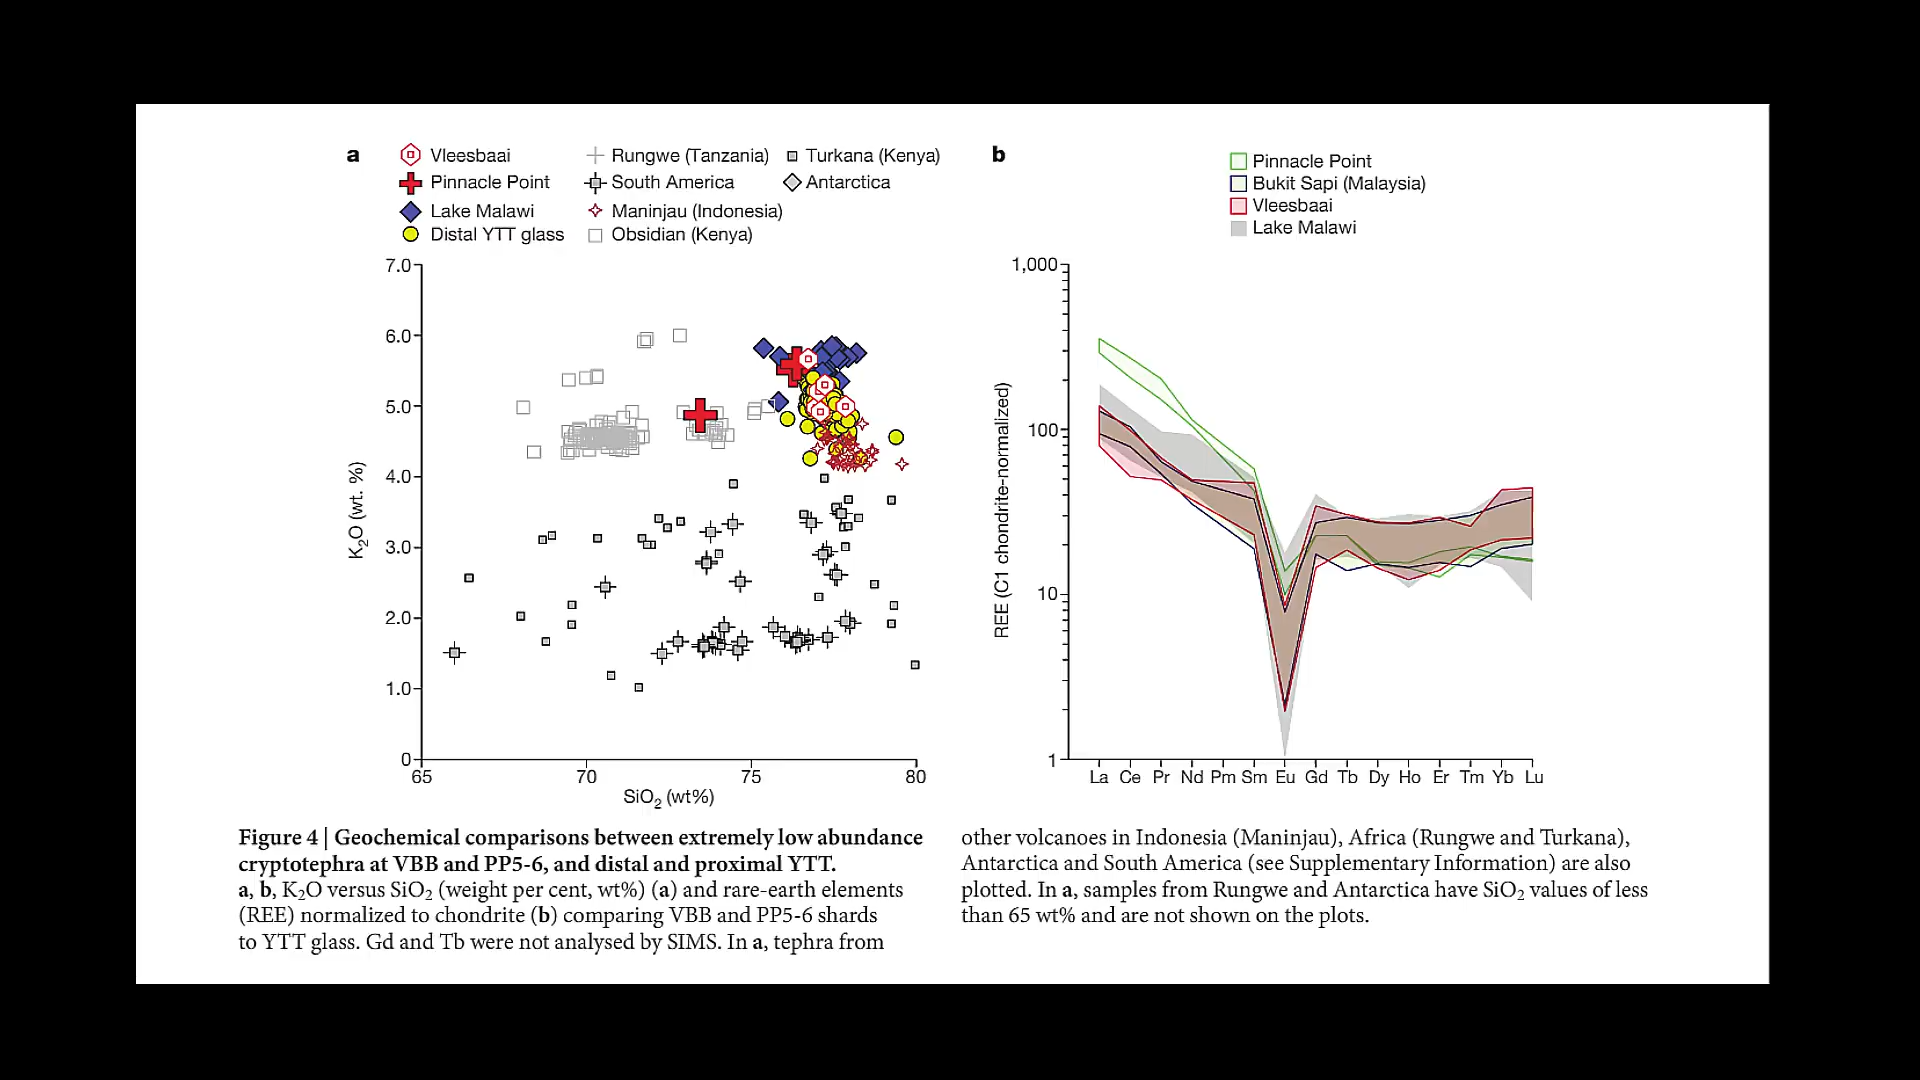 a
Vleesbaai
Pinnacle Point
Lake Malawi
Distal YTT glass
Rungwe (Tanzania)
South America
Maninjau (Indonesia)
Obsidian (Kenya)
Turkana (Kenya)
Antarctica
7.0
6.0
5.0
4.0
3.0
2.0
1.0
0
K₂O (wt. %)
65 70 75 80
SiO₂ (wt%)
b
Pinnacle Point
Bukit Sapi (Malaysia)
Vleesbaai
Lake Malawi
1,000
100
10
1
REE (C1 chondrite-normalized)
La Ce Pr Nd Pm Sm Eu Gd Tb Dy Ho Er Tm Yb Lu
Figure 4 | Geochemical comparisons between extremely low abundance
cryptotephra at VBB and PP5-6, and distal and proximal YTT.
a, b, K₂O versus SiO₂ (weight per cent, wt%) (a) and rare-earth elements
(REE) normalized to chondrite (b) comparing VBB and PP5-6 shards
to YTT glass. Gd and Tb were not analysed by SIMS. In a, tephra from
other volcanoes in Indonesia (Maninjau), Africa (Rungwe and Turkana),
Antarctica and South America (see Supplementary Information) are also
plotted. In a, samples from Rungwe and Antarctica have SiO₂ values of less
than 65 wt% and are not shown on the plots.